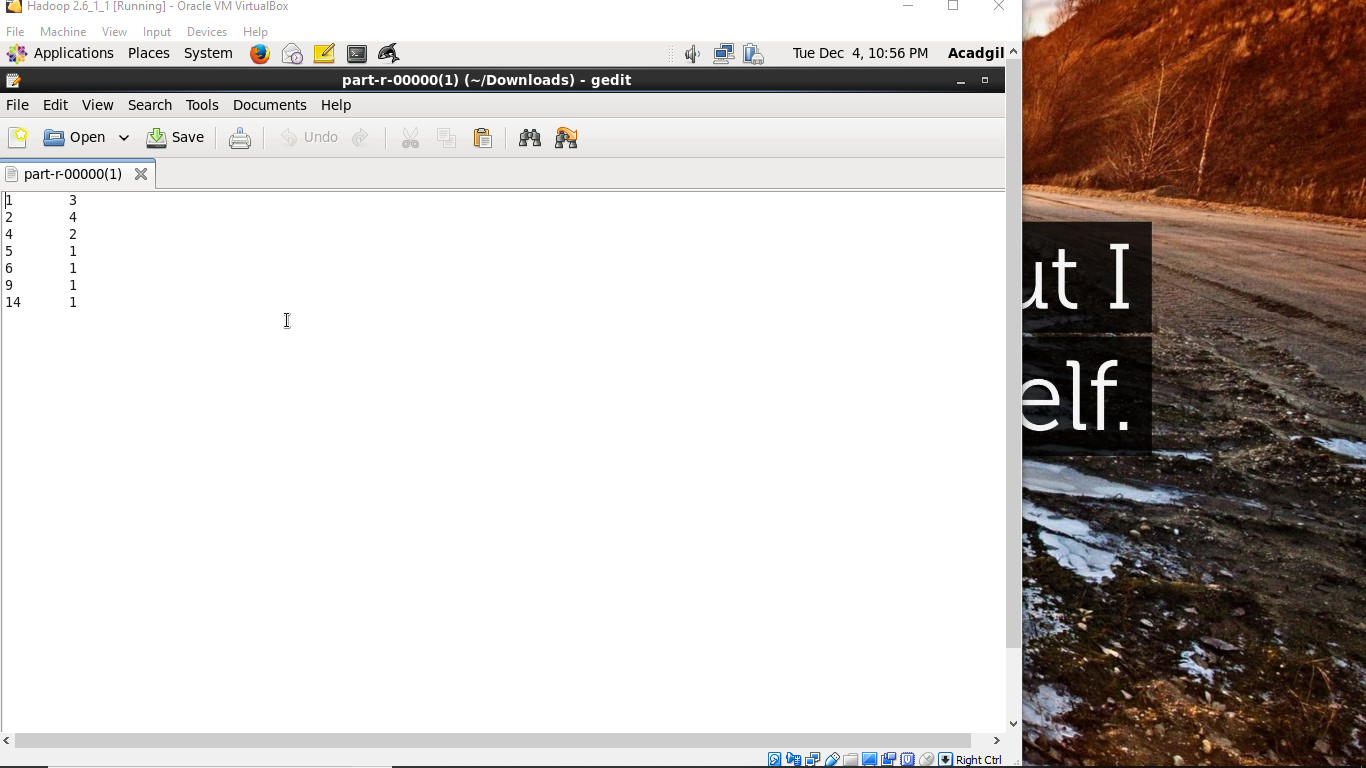 Hadoop 2.6_1_1 [Running] - Oracle VM VirtualBox
File Machine View Input Devices Help
Applications Places System Tue Dec 4, 10:56 PM Acadgil
part-r-00000(1) (~/Downloads) - gedit
File Edit View Search Tools Documents Help
Open Save Undo
part-r-00000(1)
1 3
2 4
4 2
5 1
6 1
9 1
14 1
ut I
elf.
Right Ctrl